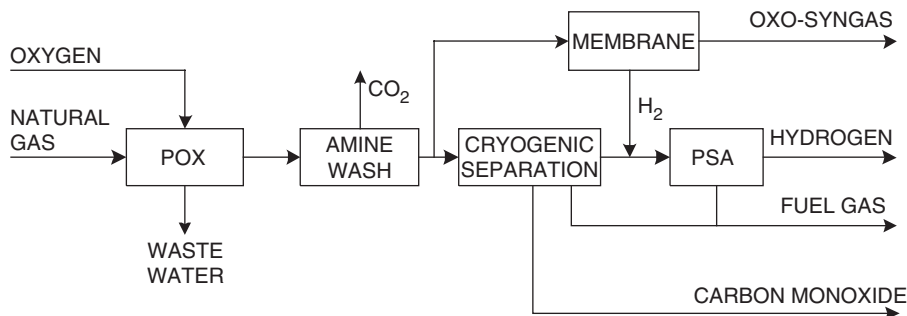 OXO-SYNGAS
MEMBRANE
OXYGEN
CO2
H2
NATURAL
GAS
POX
AMINE
WASH
CRYOGENIC
SEPARATION
PSA
HYDROGEN
FUEL GAS
WASTE
WATER
CARBON MONOXIDE